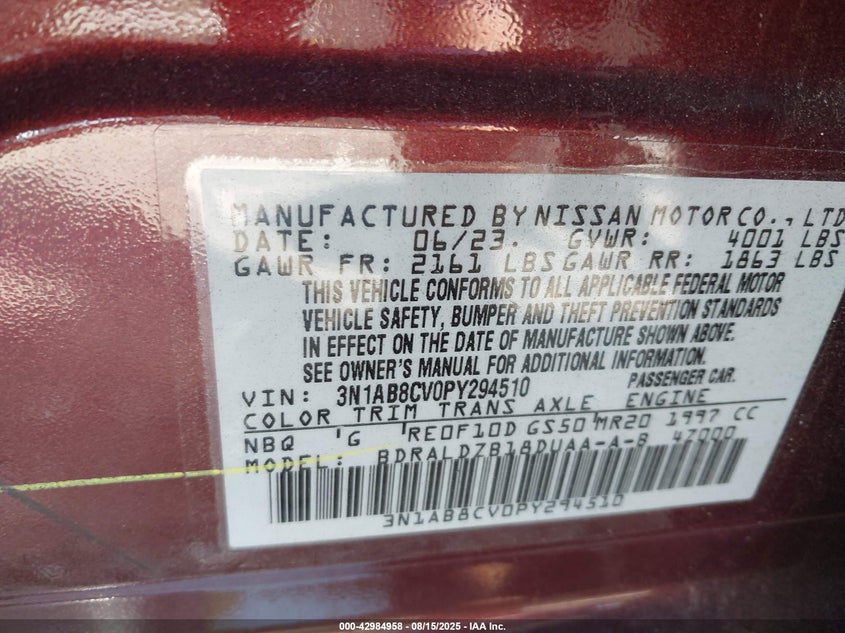 MANUFACTURED BY NISSAN MOTOR CO., LTD
DATE: 06/23. GVWR: 4001 LBS
GAWR FR: 2161 LBS GAWR RR: 1863 LBS
THIS VEHICLE CONFORMS TO ALL APPLICABLE FEDERAL MOTOR
VEHICLE SAFETY, BUMPER AND THEFT PREVENTION STANDARDS
IN EFFECT ON THE DATE OF MANUFACTURE SHOWN ABOVE.
SEE OWNER'S MANUAL FOR ADDITIONAL INFORMATION.
VIN: 3N1AB8CV0PY294510 PASSENGER CAR.
COLOR TRIM TRANS AXLE ENGINE
NBQ 'G 'RE0F10D GS50 'MR20 1997 CC
MODEL: BDRALDZB18DUAA-A-B 4Z000
3N1AB8CV0PY294510
000-42984958 - 08/15/2025 - IAA Inc.